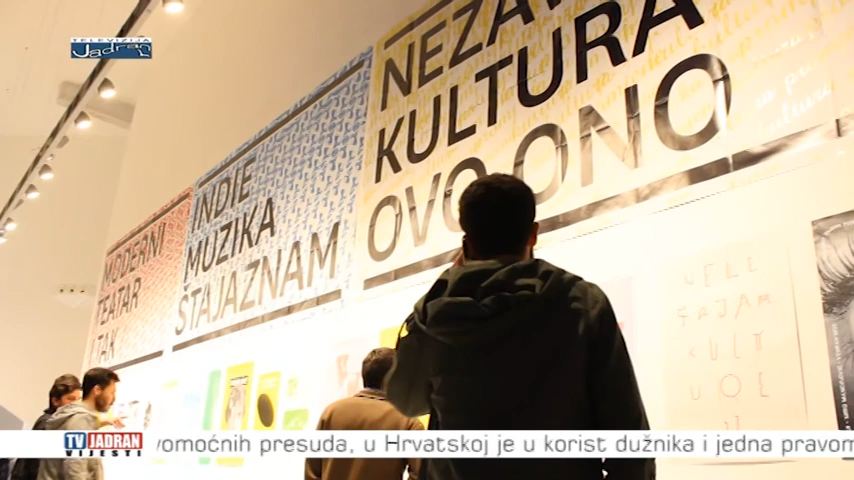 TELEVIZIJA
Jadran
MODERNI
TEATAR
TAK
INDIE
MUZIKA
ŠTAJAZNAM
KULTURA
OVO ONO
KULT
TV JADRAN
VIJESTI
vomoćnih presuda, u Hrvatskoj je u korist dužnika i jedna pravom